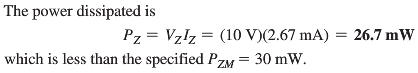 The power dissipated is
P_Z = V_Z I_Z = (10 V)(2.67 mA) = 26.7 mW
which is less than the specified P_ZM = 30 mW.